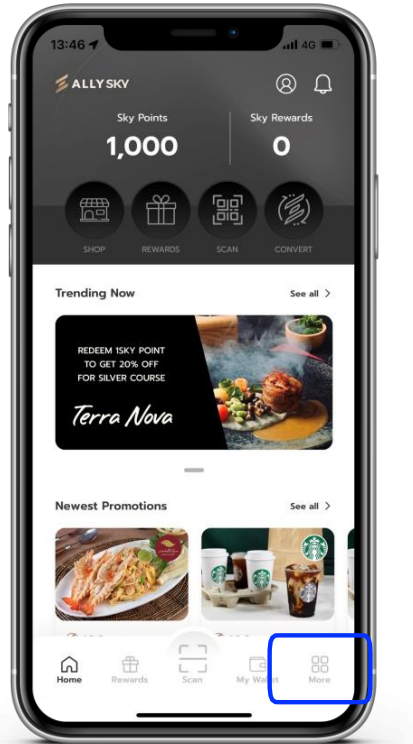 13:46
4G
ALLY SKY
Sky Points
Sky Rewards
1,000
0
SHOP
REWARDS
SCAN
CONVERT
Trending Now
See all >
REDEEM 1SKY POINT
TO GET 20% OFF
FOR SILVER COURSE
Terra Nova
Newest Promotions
See all >
Home
Rewards
Scan
My Wallet
More